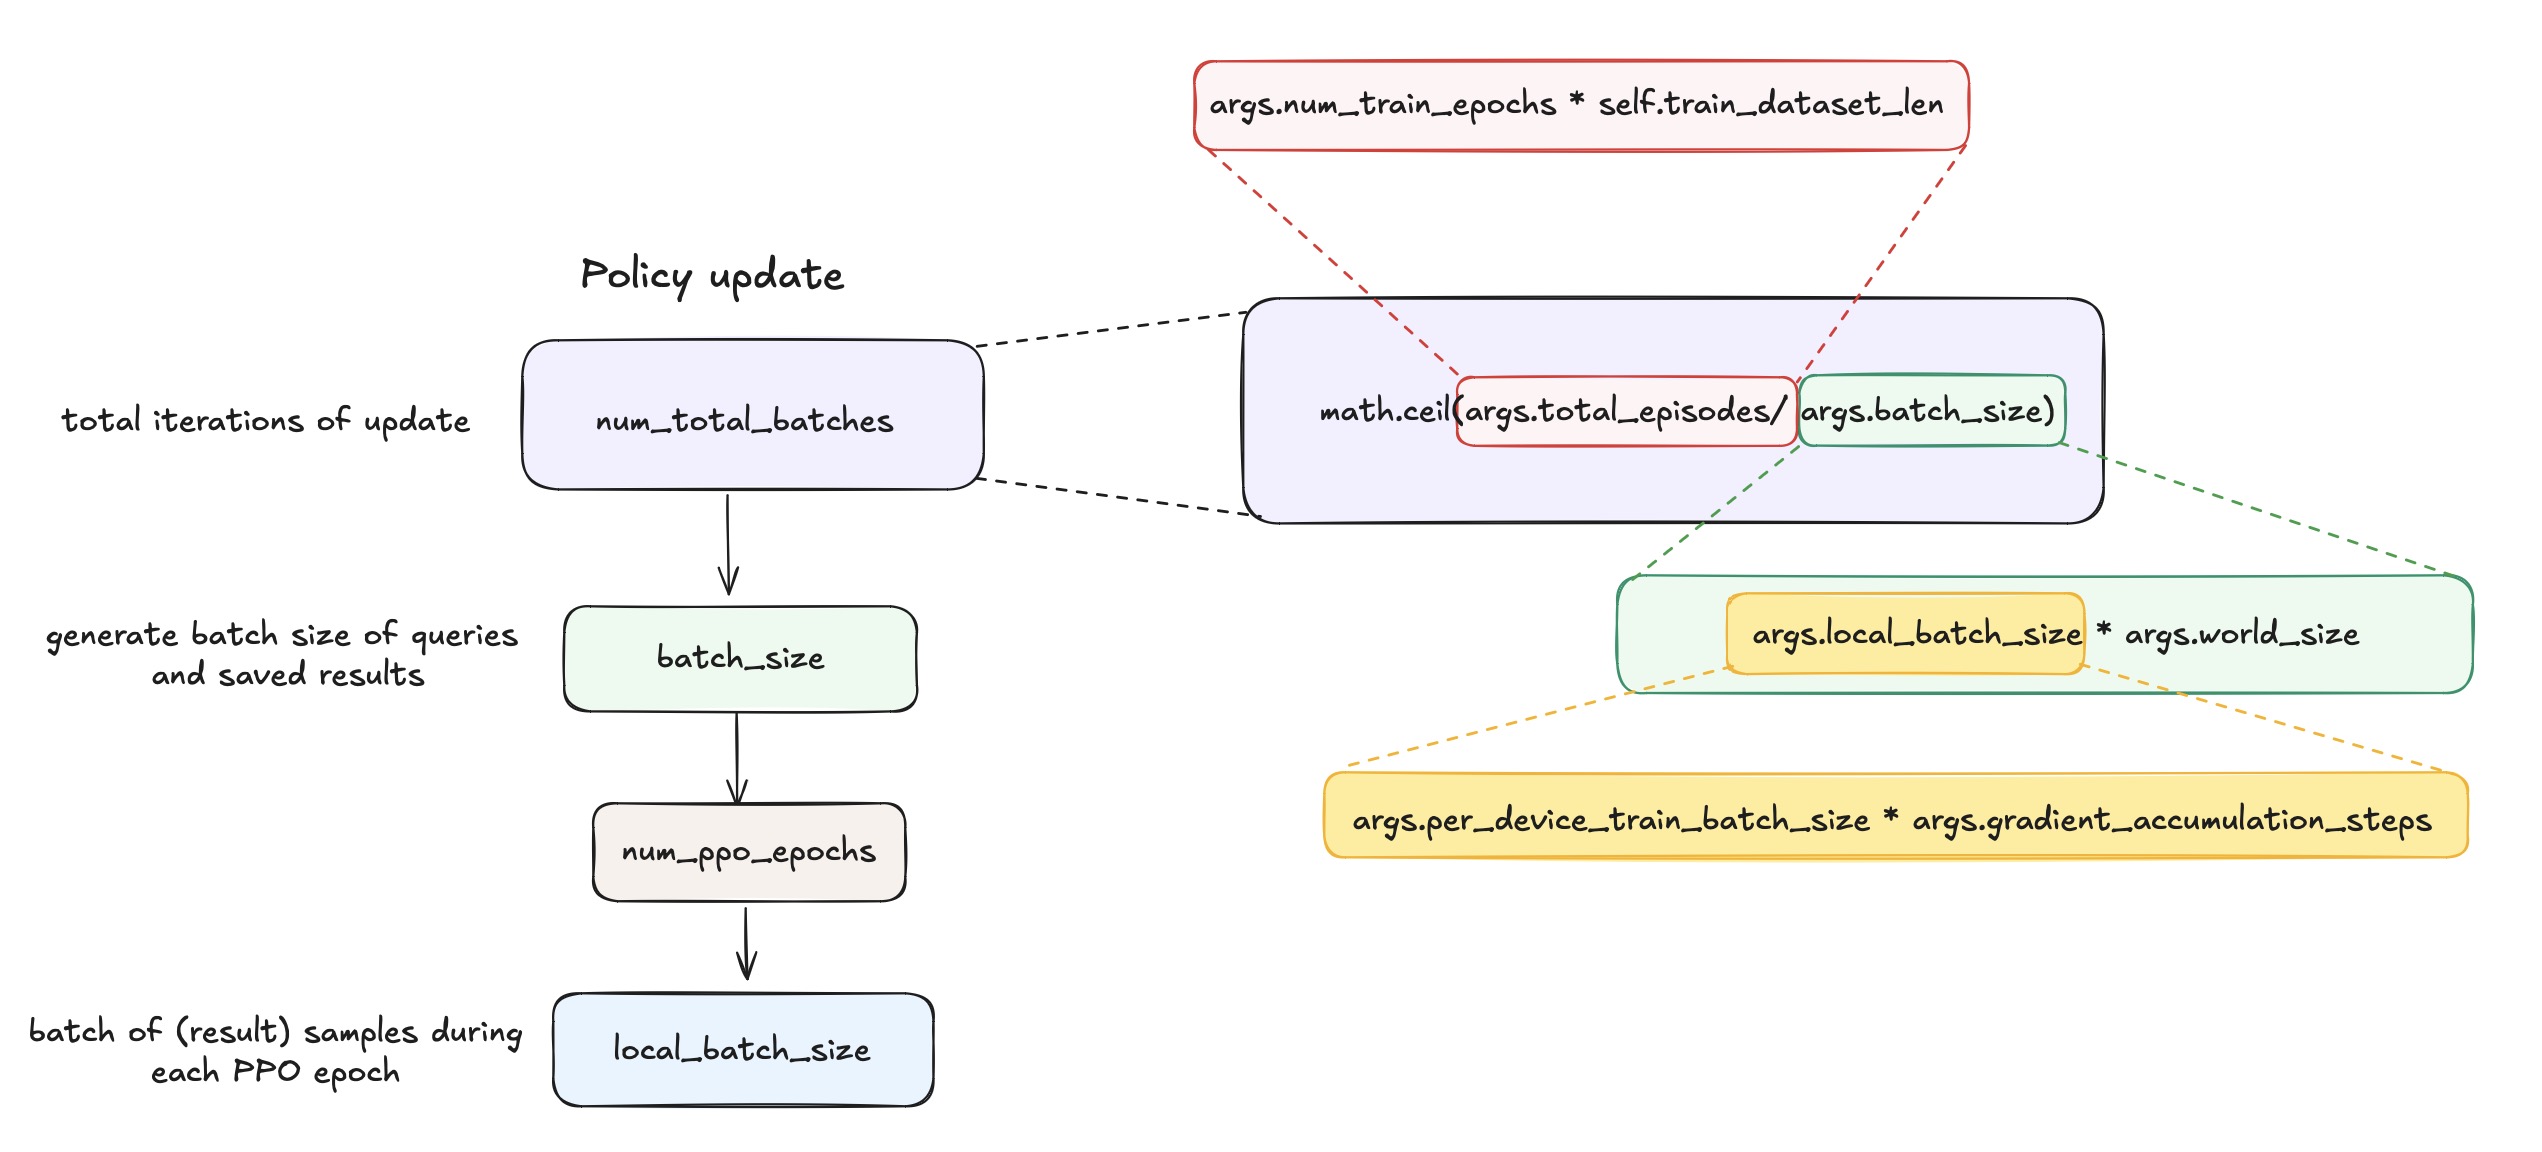 args.num_train_epochs * self.train_dataset_len
Policy update
total iterations of update
num_total_batches
math.ceil(args.total_episodes/ args.batch_size)
generate batch size of queries
and saved results
batch_size
args.local_batch_size * args.world_size
num_ppo_epochs
args.per_device_train_batch_size * args.gradient_accumulation_steps
batch of (result) samples during
each PPO epoch
local_batch_size